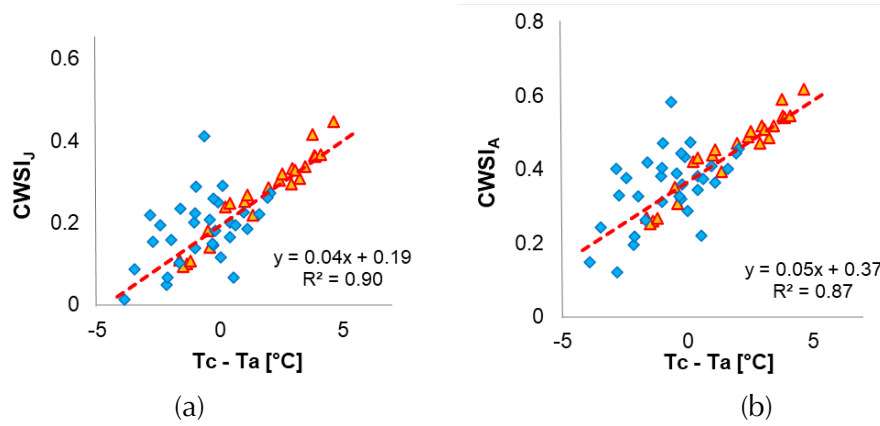 0.6
0.4
0.2
0
CWSIJ
y = 0.04x + 0.19
R² = 0.90
-5 0 5
Tc - Ta [°C]
(a)
0.8
0.6
0.4
0.2
0
CWSIA
y = 0.05x + 0.37
R² = 0.87
-5 0 5
Tc - Ta [°C]
(b)